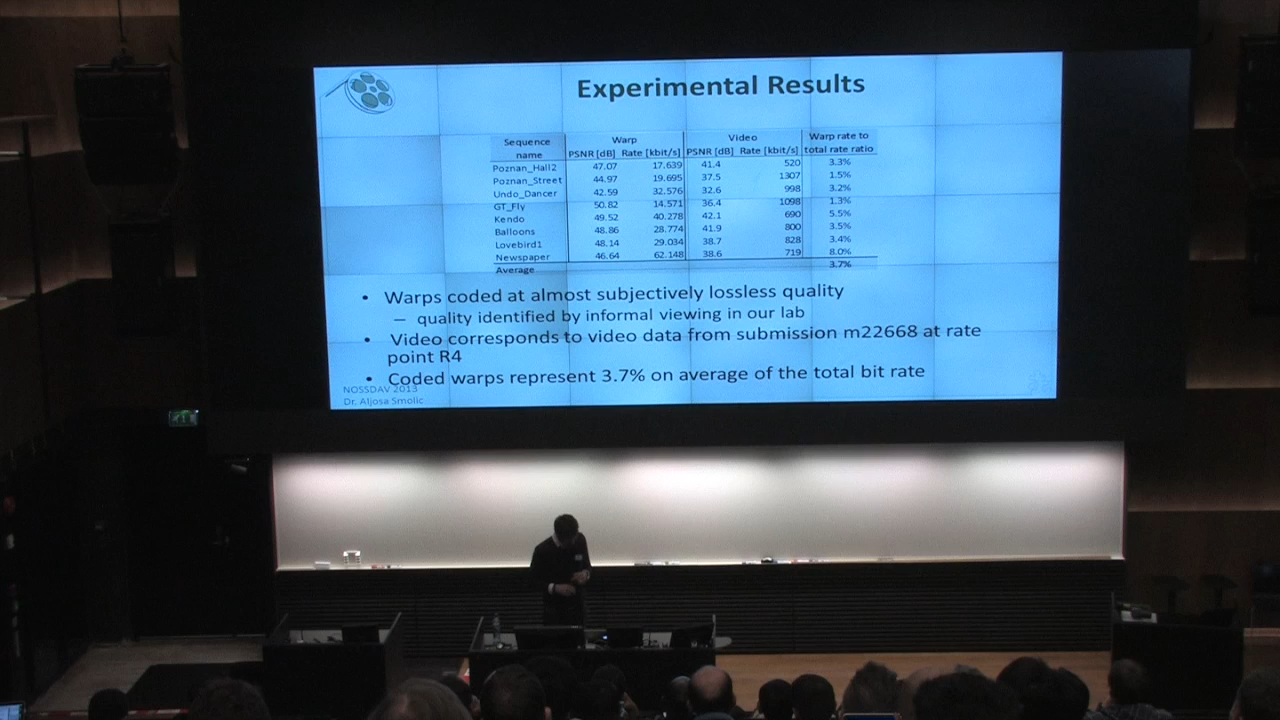 Experimental Results
Sequence name Warp Video Warp rate to total rate ratio
PSNR [dB] Rate [kbit/s] PSNR [dB] Rate [kbit/s]
Poznan_Hall2 47.07 17.639 41.4 520 3.3%
Poznan_Street 44.97 19.695 37.5 1307 1.5%
Undo_Dancer 42.59 32.576 32.6 998 3.2%
GT_Fly 50.82 14.571 36.4 1098 1.3%
Kendo 49.52 40.278 42.1 690 5.5%
Balloons 48.86 28.774 41.9 800 3.5%
Lovebird1 48.14 29.034 38.7 828 3.4%
Newspaper 46.64 62.148 38.6 719 8.0%
Average 3.7%
• Warps coded at almost subjectively lossless quality
– quality identified by informal viewing in our lab
• Video corresponds to video data from submission m22668 at rate
point R4
• Coded warps represent 3.7% on average of the total bit rate
NOSSDAV 2013
Dr. Aljosa Smolic